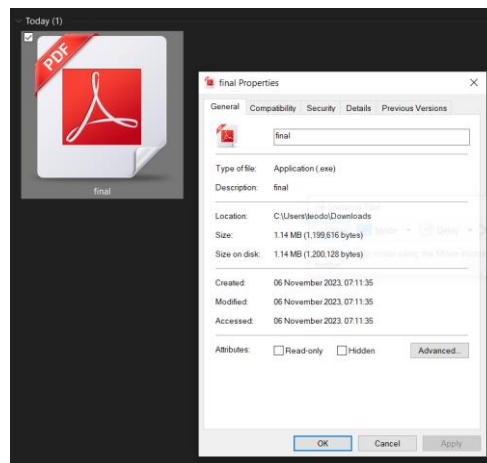 Today (1)
PDF
final
final Properties
General Compatibility Security Details Previous Versions
final
Type of file: Application (.exe)
Description: final
Location: C:\Users\teodo\Downloads
Size: 1.14 MB (1,199,616 bytes)
Size on disk: 1.14 MB (1,200,128 bytes)
Created: 06 November 2023, 07:11:35
Modified: 06 November 2023, 07:11:35
Accessed: 06 November 2023, 07:11:35
Attributes: Read-only Hidden Advanced...
OK Cancel Apply